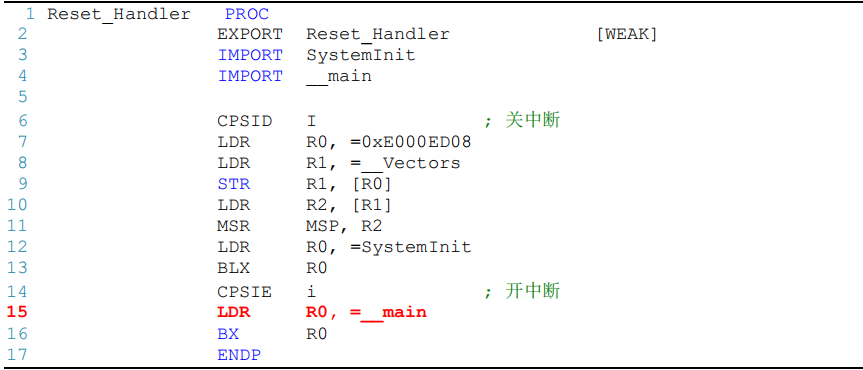 1 Reset_Handler PROC
2 EXPORT Reset_Handler [WEAK]
3 IMPORT SystemInit
4 IMPORT __main
5
6 CPSID I ; 关中断
7 LDR R0, =0xE000ED08
8 LDR R1, =__Vectors
9 STR R1, [R0]
10 LDR R2, [R1]
11 MSR MSP, R2
12 LDR R0, =SystemInit
13 BLX R0
14 CPSIE i ; 开中断
15 LDR R0, =__main
16 BX R0
17 ENDP